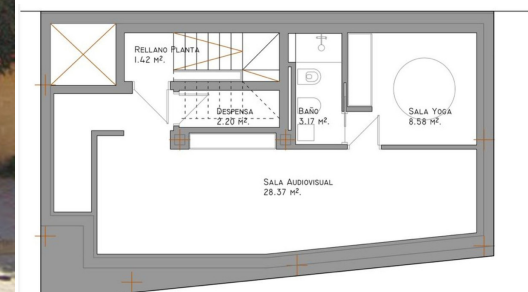 RELLANO PLANTA
1.42 M².
DESPENSA
2.20 M².
BAÑO
3.17 M².
SALA YOGA
8.58 M².
SALA AUDIOVISUAL
28.37 M².